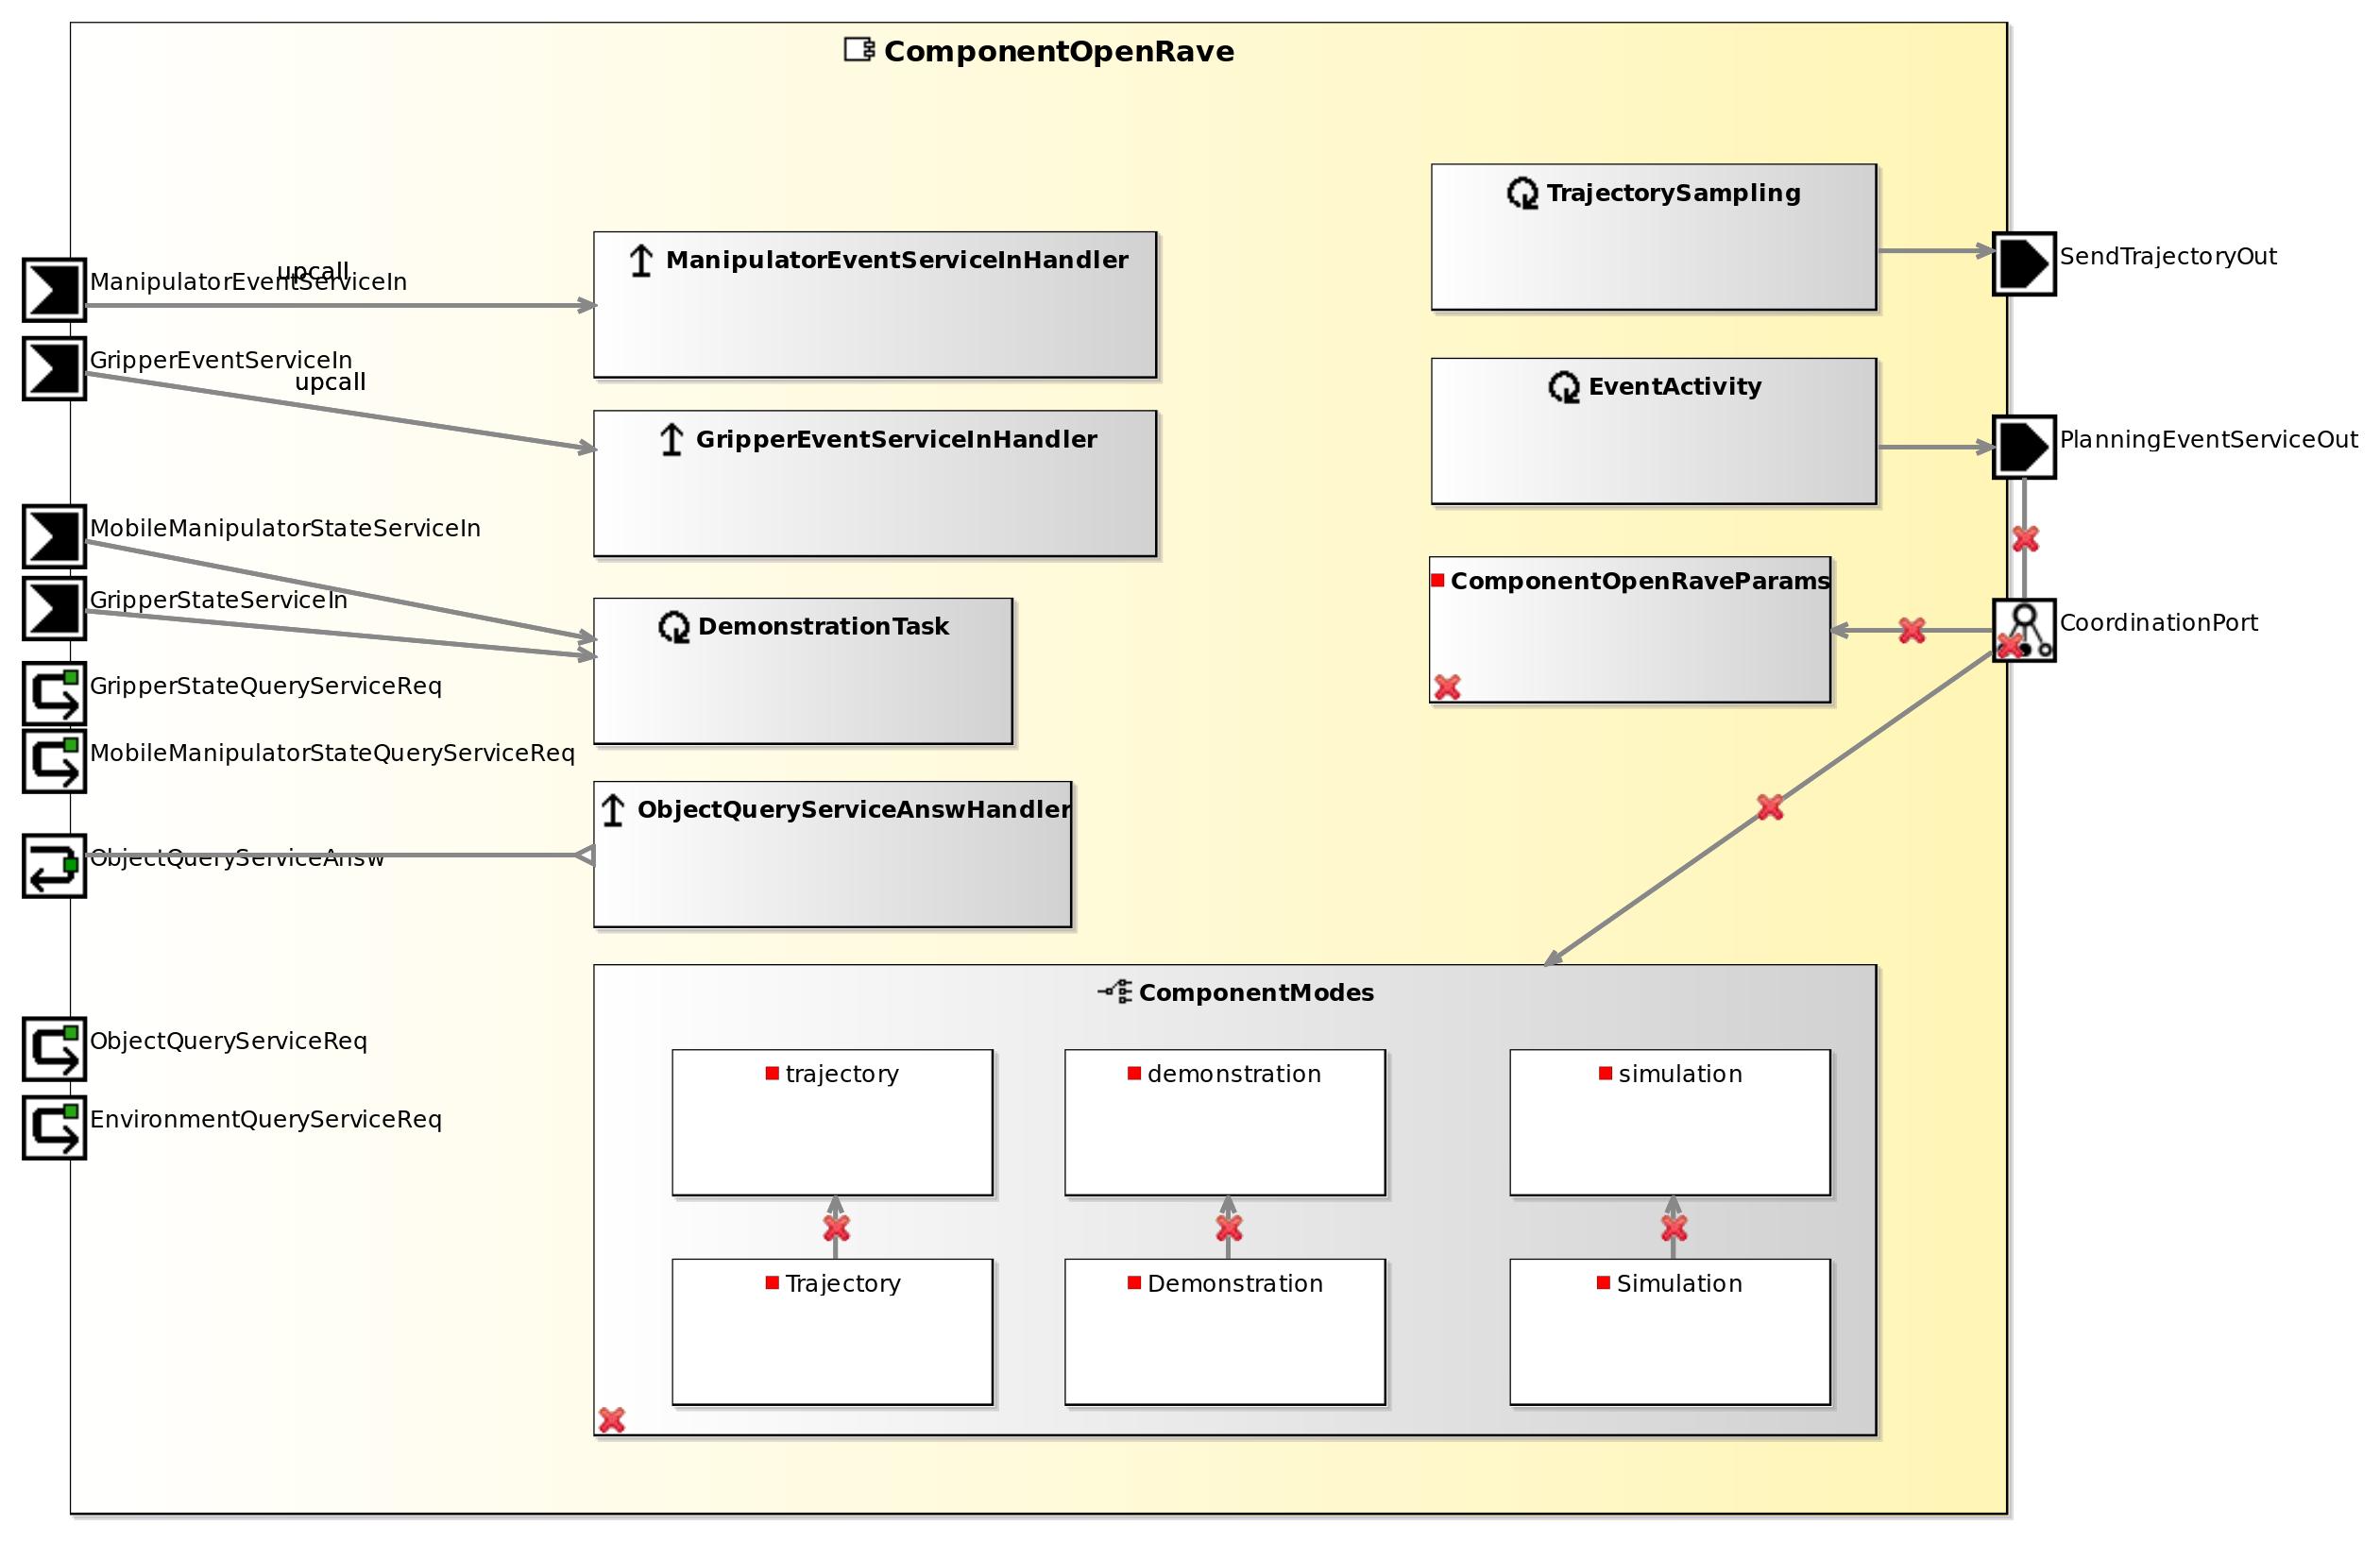 ComponentOpenRave
TrajectorySampling
ManipulatorEventServiceInHandler
SendTrajectoryOut
upcall
ManipulatorEventServiceIn
GripperEventServiceIn
upcall
EventActivity
GripperEventServiceInHandler
PlanningEventServiceOut
MobileManipulatorStateServiceIn
ComponentOpenRaveParams
GripperStateServiceIn
DemonstrationTask
CoordinationPort
GripperStateQueryServiceReq
MobileManipulatorStateQueryServiceReq
ObjectQueryServiceAnswHandler
ObjectQueryServiceAnsw
ComponentModes
ObjectQueryServiceReq
trajectory
demonstration
simulation
EnvironmentQueryServiceReq
Trajectory
Demonstration
Simulation